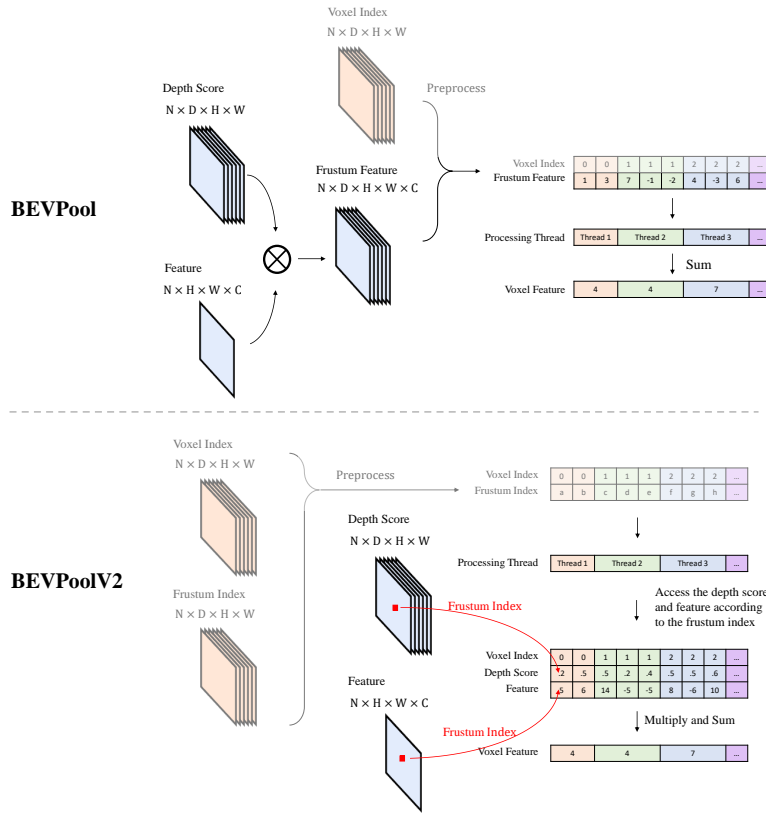 Voxel Index
N × D × H × W
Depth Score
N × D × H × W
Preprocess
Frustum Feature
N × D × H × W × C
BEVPool
Feature
N × H × W × C
Voxel Index 0 0 1 1 1 2 2 2 ...
Frustum Feature 1 3 7 -1 -2 4 -3 6 ...
Processing Thread Thread 1 Thread 2 Thread 3 ...
Sum
Voxel Feature 4 4 7 ...
Voxel Index
N × D × H × W
Preprocess
Voxel Index 0 0 1 1 1 2 2 2 ...
Frustum Index a b c d e f g h ...
Depth Score
N × D × H × W
BEVPoolV2
Frustum Index
N × D × H × W
Frustum Index
Processing Thread Thread 1 Thread 2 Thread 3 ...
Access the depth score
and feature according
to the frustum index
Voxel Index 0 0 1 1 1 2 2 2 ...
Depth Score .2 .5 .5 .2 .4 .5 .5 .6 ...
Feature 5 6 14 -5 -5 8 -6 10 ...
Feature
N × H × W × C
Frustum Index
Multiply and Sum
Voxel Feature 4 4 7 ...